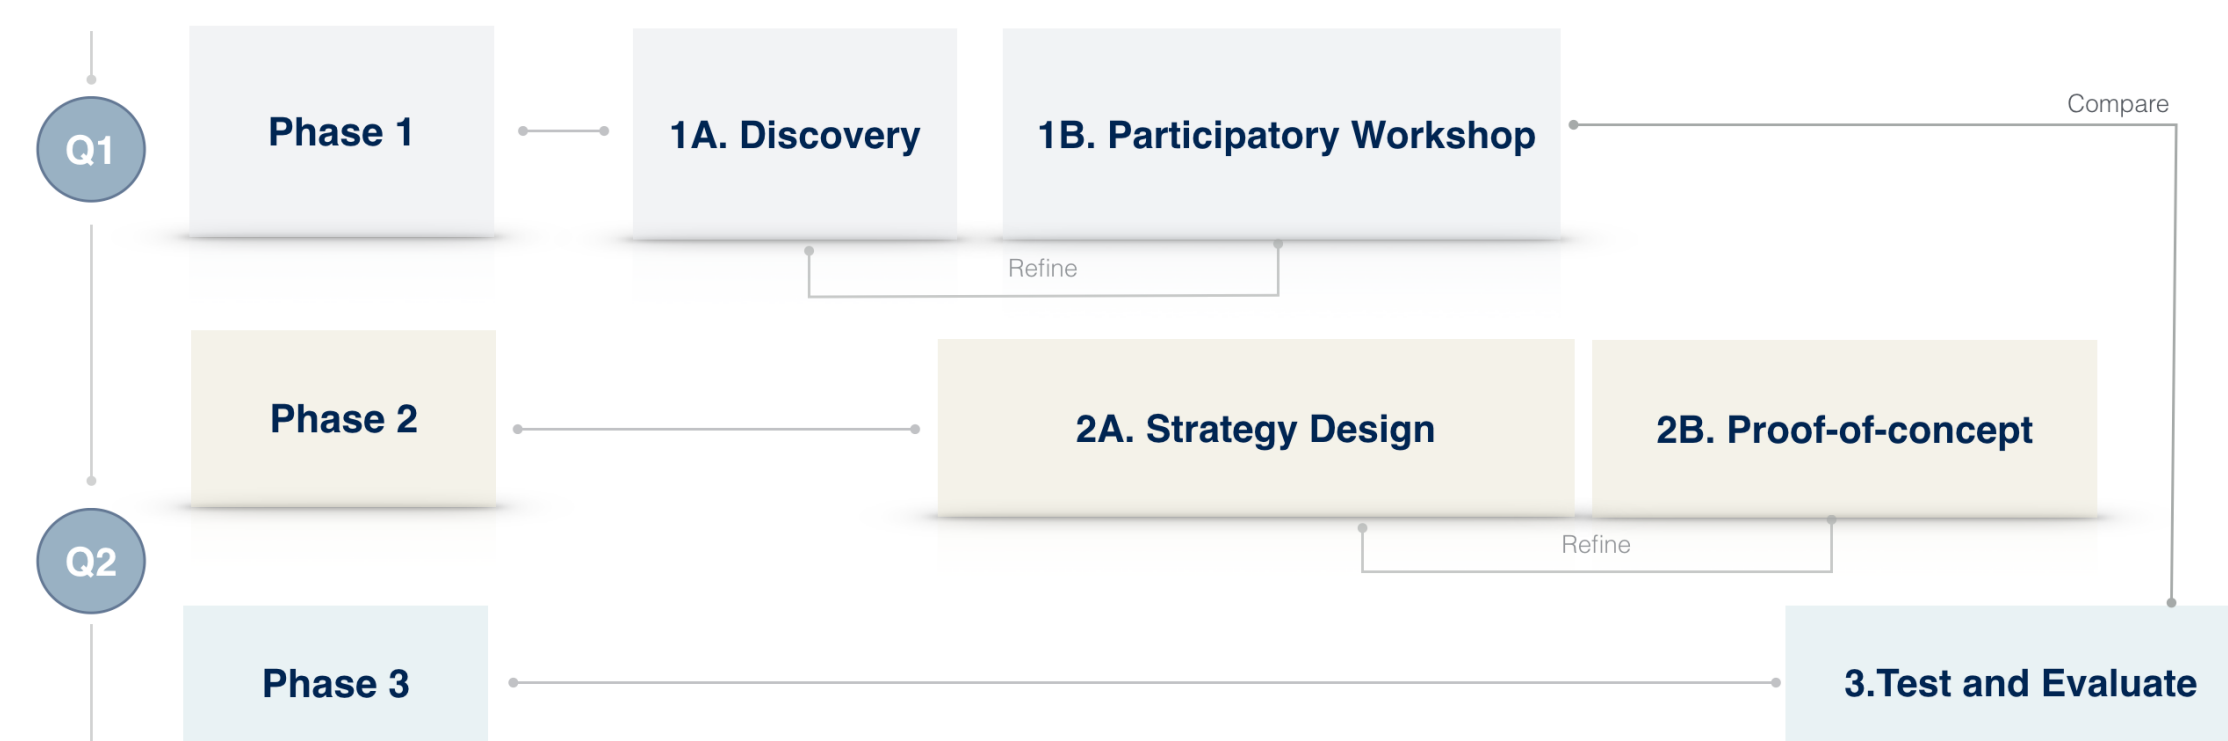 Q1
Phase 1
1A. Discovery
1B. Participatory Workshop
Compare
Refine
Phase 2
2A. Strategy Design
2B. Proof-of-concept
Refine
Q2
Phase 3
3.Test and Evaluate